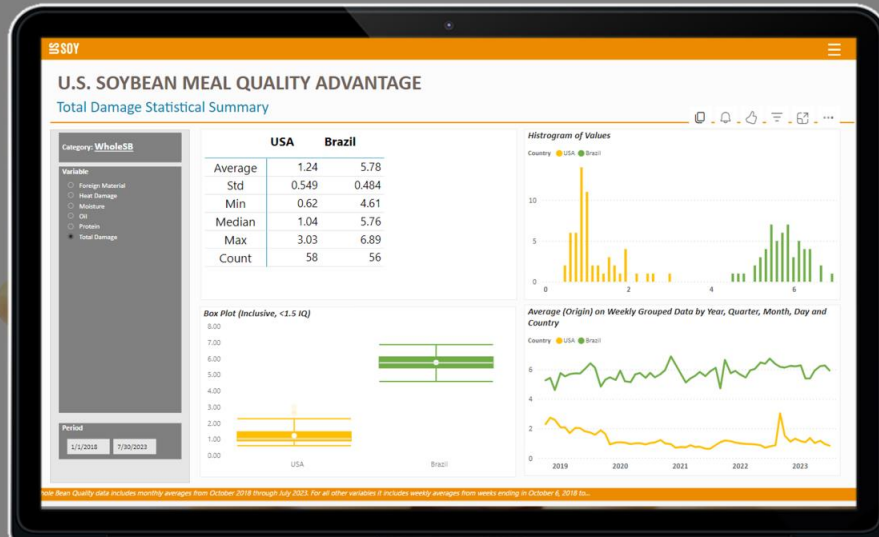 US SOY
U.S. SOYBEAN MEAL QUALITY ADVANTAGE
Total Damage Statistical Summary
Category: WholeSB
Variable
Foreign Material
Heat Damage
Moisture
Oil
Protein
Total Damage
Period
1/1/2018 7/30/2023
USA Brazil
Average 1.24 5.78
Std 0.549 0.484
Min 0.62 4.61
Median 1.04 5.76
Max 3.03 6.89
Count 58 56
Histrogram of Values
Country USA Brazil
10
5
0
0 2 4 6
Box Plot (Inclusive, <1.5 IQ)
8.00
7.00
6.00
5.00
4.00
3.00
2.00
1.00
0.00
USA Brazil
Average (Origin) on Weekly Grouped Data by Year, Quarter, Month, Day and
Country
Country USA Brazil
6
4
2
0
2019 2020 2021 2022 2023
hole Bean Quality data includes monthly averages from October 2018 through July 2023. For all other variables it includes weekly averages from weeks ending in October 6, 2018 to...